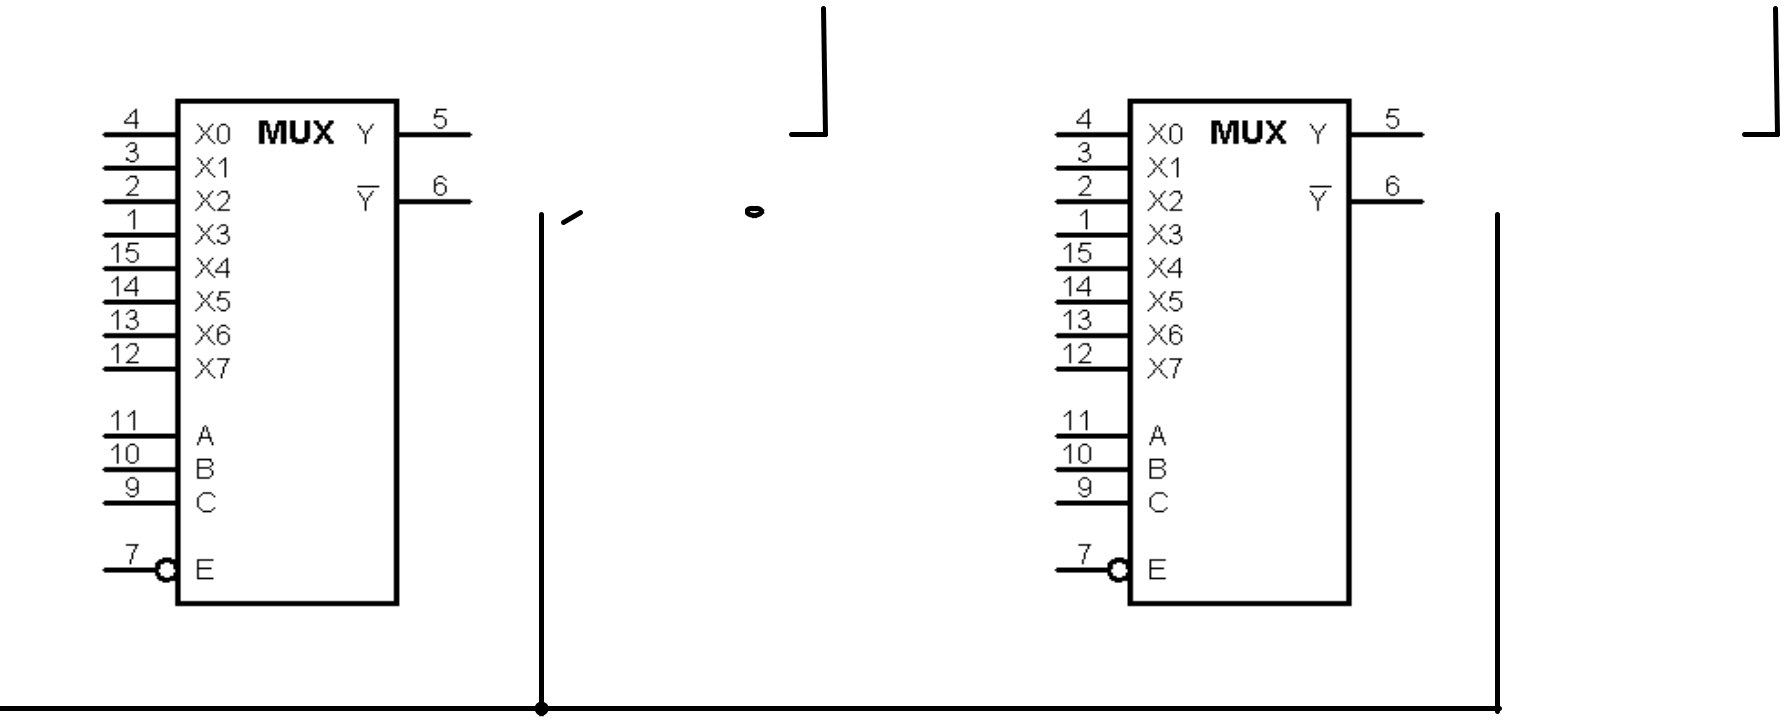 4 X0 MUX Y 5
3 X1
2 X2 Y̅ 6
1 X3
15 X4
14 X5
13 X6
12 X7
11 A
10 B
9 C
7 E
4 X0 MUX Y 5
3 X1
2 X2 Y̅ 6
1 X3
15 X4
14 X5
13 X6
12 X7
11 A
10 B
9 C
7 E